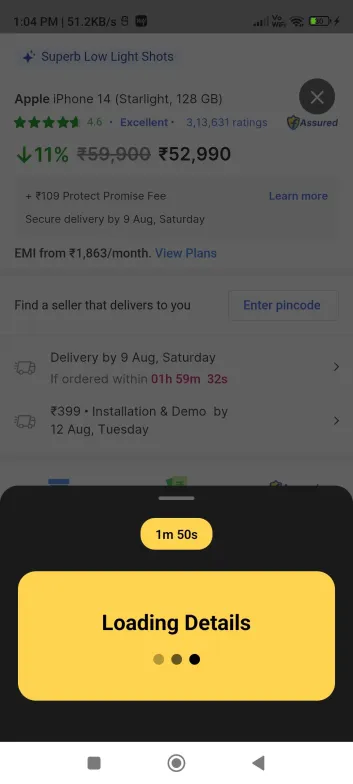 1:04 PM | 51.2KB/s
Vo
WiFi
20
Superb Low Light Shots
Apple iPhone 14 (Starlight, 128 GB)
4.6 • Excellent • 3,13,631 ratings
Assured
↓11% ₹59,900 ₹52,990
+ ₹109 Protect Promise Fee
Learn more
Secure delivery by 9 Aug, Saturday
EMI from ₹1,863/month. View Plans
Find a seller that delivers to you
Enter pincode
Delivery by 9 Aug, Saturday
If ordered within 01h 59m 32s
₹399 • Installation & Demo by
12 Aug, Tuesday
1m 50s
Loading Details